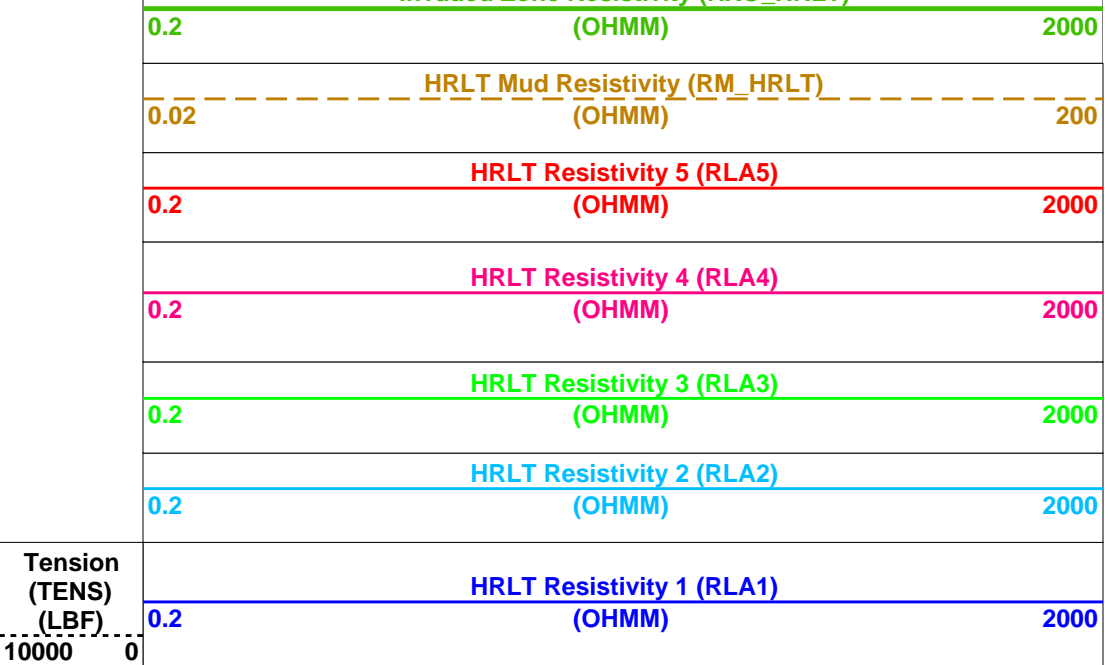 0.2 (OHMM) 2000
HRLT Mud Resistivity (RM_HRLT)
0.02 (OHMM) 200
HRLT Resistivity 5 (RLA5)
0.2 (OHMM) 2000
HRLT Resistivity 4 (RLA4)
0.2 (OHMM) 2000
HRLT Resistivity 3 (RLA3)
0.2 (OHMM) 2000
HRLT Resistivity 2 (RLA2)
0.2 (OHMM) 2000
Tension
(TENS)
(LBF)
10000 0
HRLT Resistivity 1 (RLA1)
0.2 (OHMM) 2000